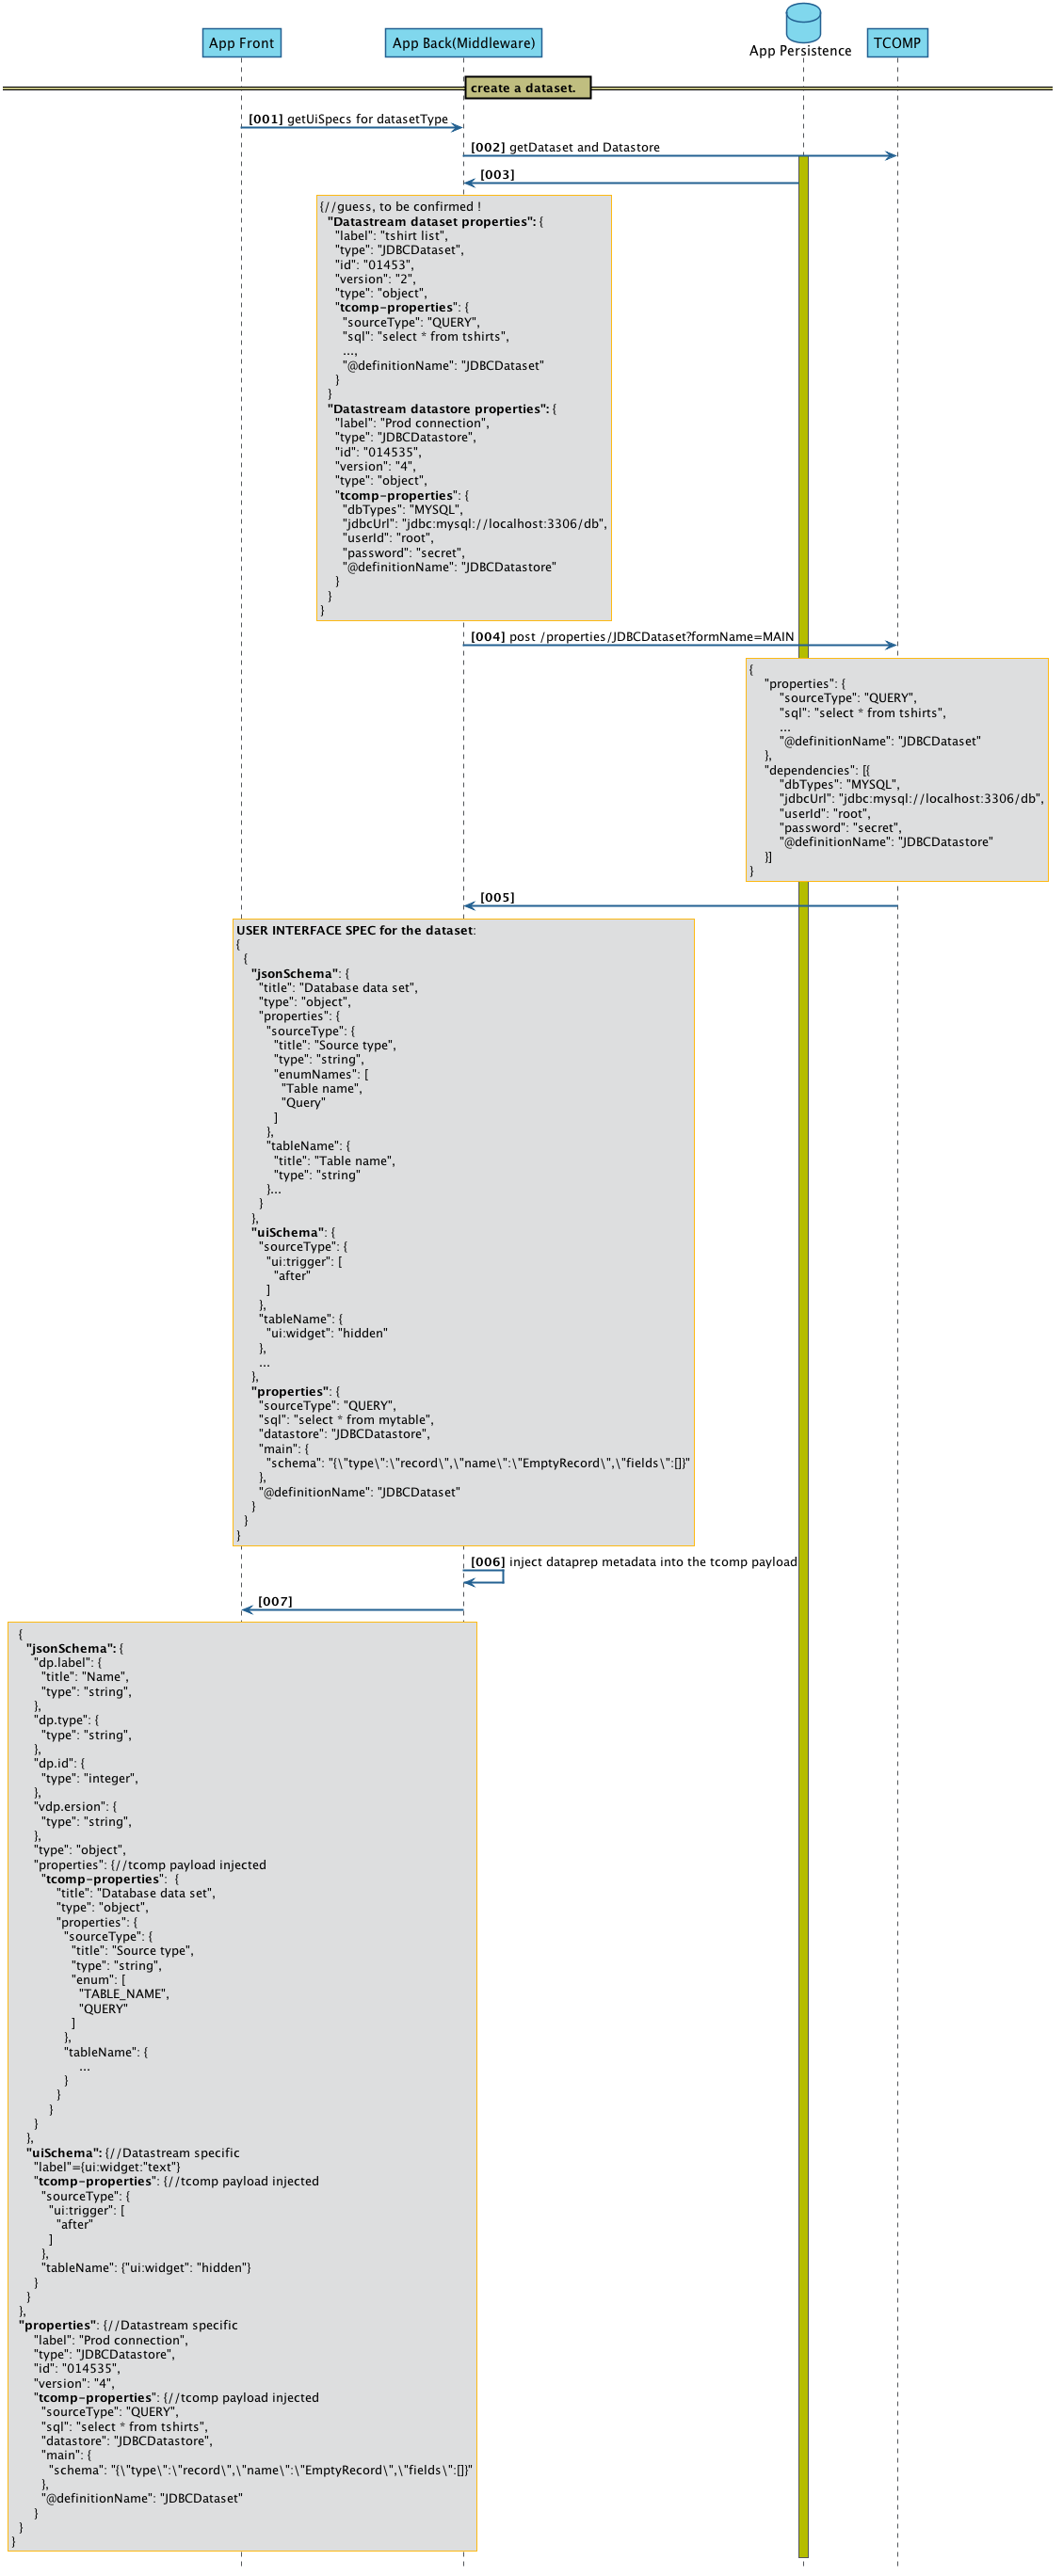 App Front
App Back(Middleware)
App Persistence
TCOMP
create a dataset.
[001] getUiSpecs for datasetType
[002] getDataset and Datastore
[003]
{//guess, to be confirmed !
"Datastream dataset properties": {
"label": "tshirt list",
"type": "JDBCDataset",
"id": "01453",
"version": "2",
"type": "object",
"tcomp-properties": {
"sourceType": "QUERY",
"sql": "select * from tshirts",
...,
"@definitionName": "JDBCDataset"
}
}
"Datastream datastore properties": {
"label": "Prod connection",
"type": "JDBCDatastore",
"id": "014535",
"version": "4",
"type": "object",
"tcomp-properties": {
"dbTypes": "MYSQL",
"jdbcUrl": "jdbc:mysql://localhost:3306/db",
"userId": "root",
"password": "secret",
"@definitionName": "JDBCDatastore"
}
}
}
[004] post /properties/JDBCDataset?formName=MAIN
{
"properties": {
"sourceType": "QUERY",
"sql": "select * from tshirts",
...
"@definitionName": "JDBCDataset"
},
"dependencies": [{
"dbTypes": "MYSQL",
"jdbcUrl": "jdbc:mysql://localhost:3306/db",
"userId": "root",
"password": "secret",
"@definitionName": "JDBCDatastore"
}]
}
[005]
USER INTERFACE SPEC for the dataset:
{
{
"jsonSchema": {
"title": "Database data set",
"type": "object",
"properties": {
"sourceType": {
"title": "Source type",
"type": "string",
"enumNames": [
"Table name",
"Query"
]
},
"tableName": {
"title": "Table name",
"type": "string"
}...
}
},
"uiSchema": {
"sourceType": {
"ui:trigger": [
"after"
]
},
"tableName": {
"ui:widget": "hidden"
},
...
},
"properties": {
"sourceType": "QUERY",
"sql": "select * from mytable",
"datastore": "JDBCDatastore",
"main": {
"schema": "{\"type\":\"record\",\"name\":\"EmptyRecord\",\"fields\":[]}"
},
"@definitionName": "JDBCDataset"
}
}
}
[006] inject dataprep metadata into the tcomp payload
[007]
{
"jsonSchema": {
"dp.label": {
"title": "Name",
"type": "string",
},
"dp.type": {
"type": "string",
},
"dp.id": {
"type": "integer",
},
"vdp.ersion": {
"type": "string",
},
"type": "object",
"properties": {//tcomp payload injected
"tcomp-properties": {
"title": "Database data set",
"type": "object",
"properties": {
"sourceType": {
"title": "Source type",
"type": "string",
"enum": [
"TABLE_NAME",
"QUERY"
]
},
"tableName": {
...
}
}
}
}
},
"uiSchema": {//Datastream specific
"label"={ui:widget:"text"}
"tcomp-properties": {//tcomp payload injected
"sourceType": {
"ui:trigger": [
"after"
]
},
"tableName: {"ui:widget": "hidden"}
}
}
},
"properties": {//Datastream specific
"label": "Prod connection",
"type": "JDBCDatastore",
"id": "014535",
"version": "4",
"tcomp-properties": {//tcomp payload injected
"sourceType": "QUERY",
"sql": "select * from tshirts",
"datastore": "JDBCDatastore",
"main": {
"schema": "{\"type\":\"record\",\"name\":\"EmptyRecord\",\"fields\":[]}"
},
"@definitionName": "JDBCDataset"
}
}
}